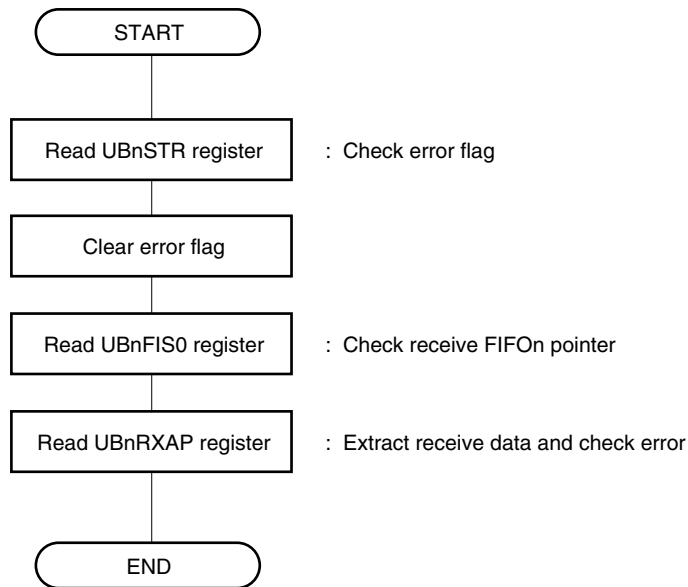 START
Read UBnSTR register : Check error flag
Clear error flag
Read UBnFIS0 register : Check receive FIFOn pointer
Read UBnRXAP register : Extract receive data and check error
END